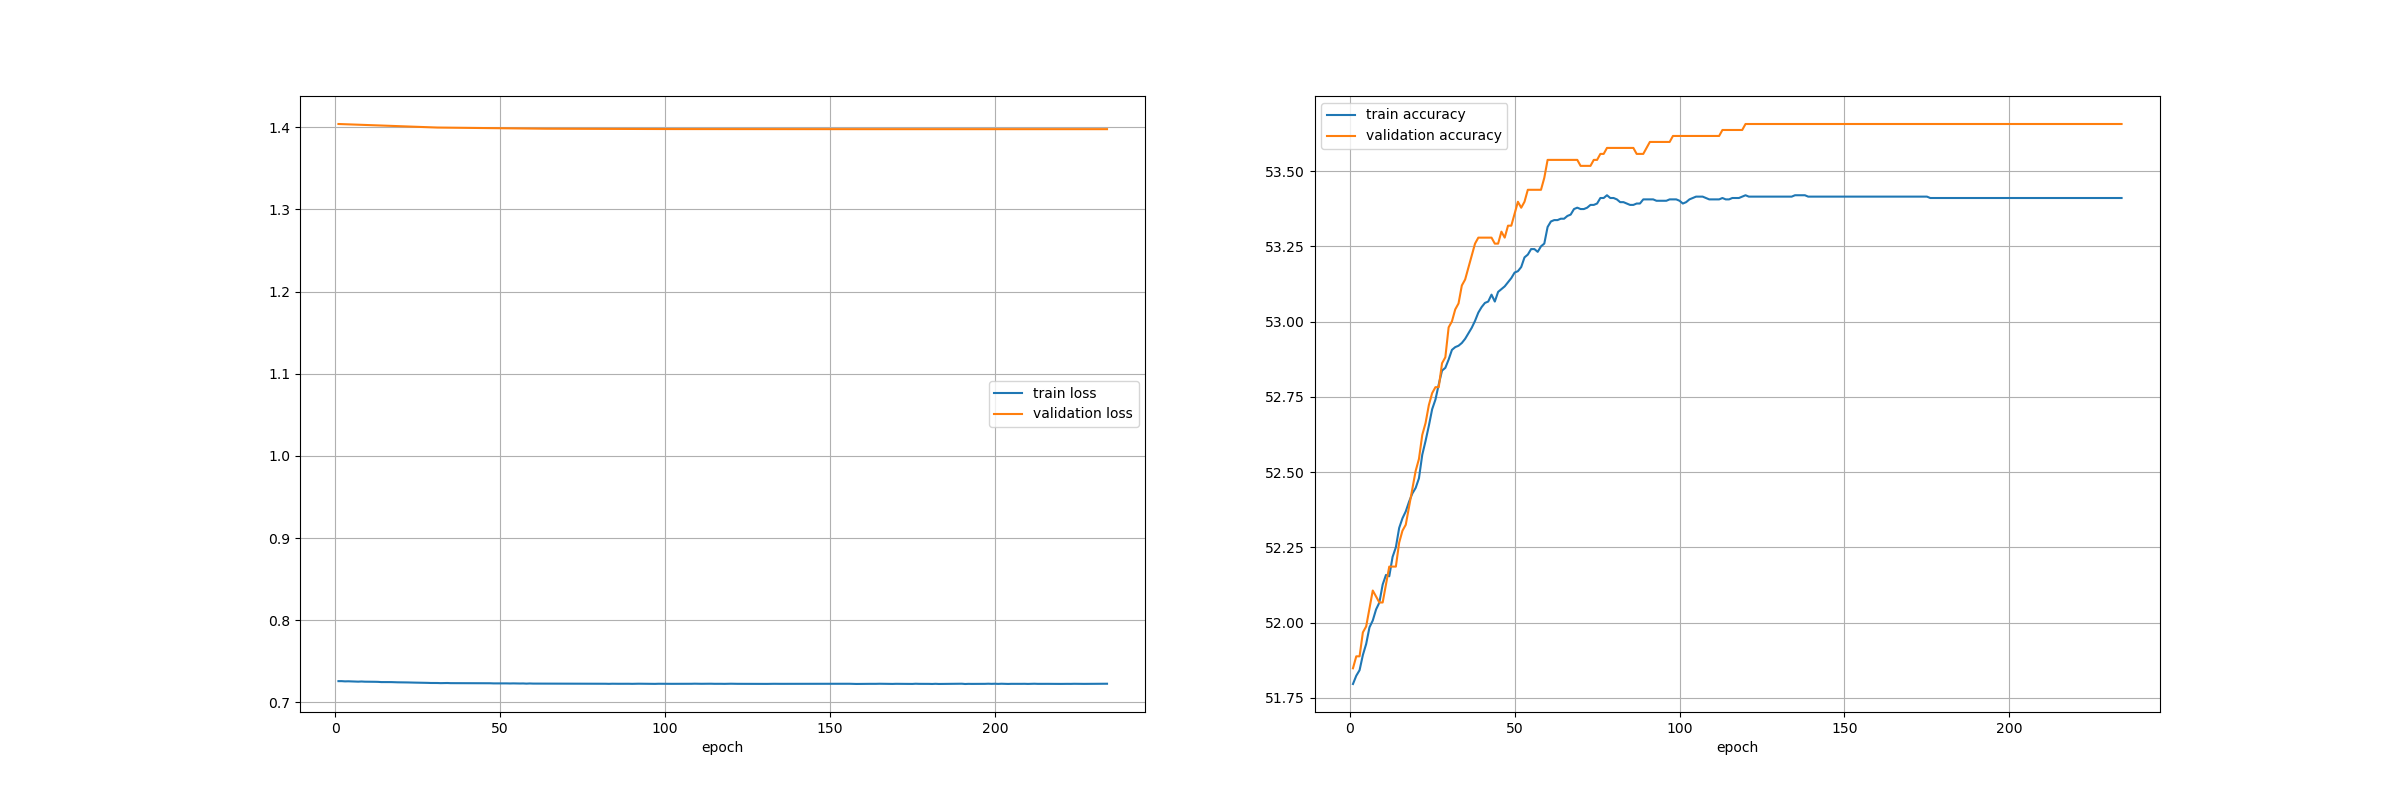 1.4
1.3
1.2
1.1
1.0
0.9
0.8
0.7
train loss
validation loss
0 50 100 150 200
epoch
train accuracy
validation accuracy
53.50
53.25
53.00
52.75
52.50
52.25
52.00
51.75
0 50 100 150 200
epoch